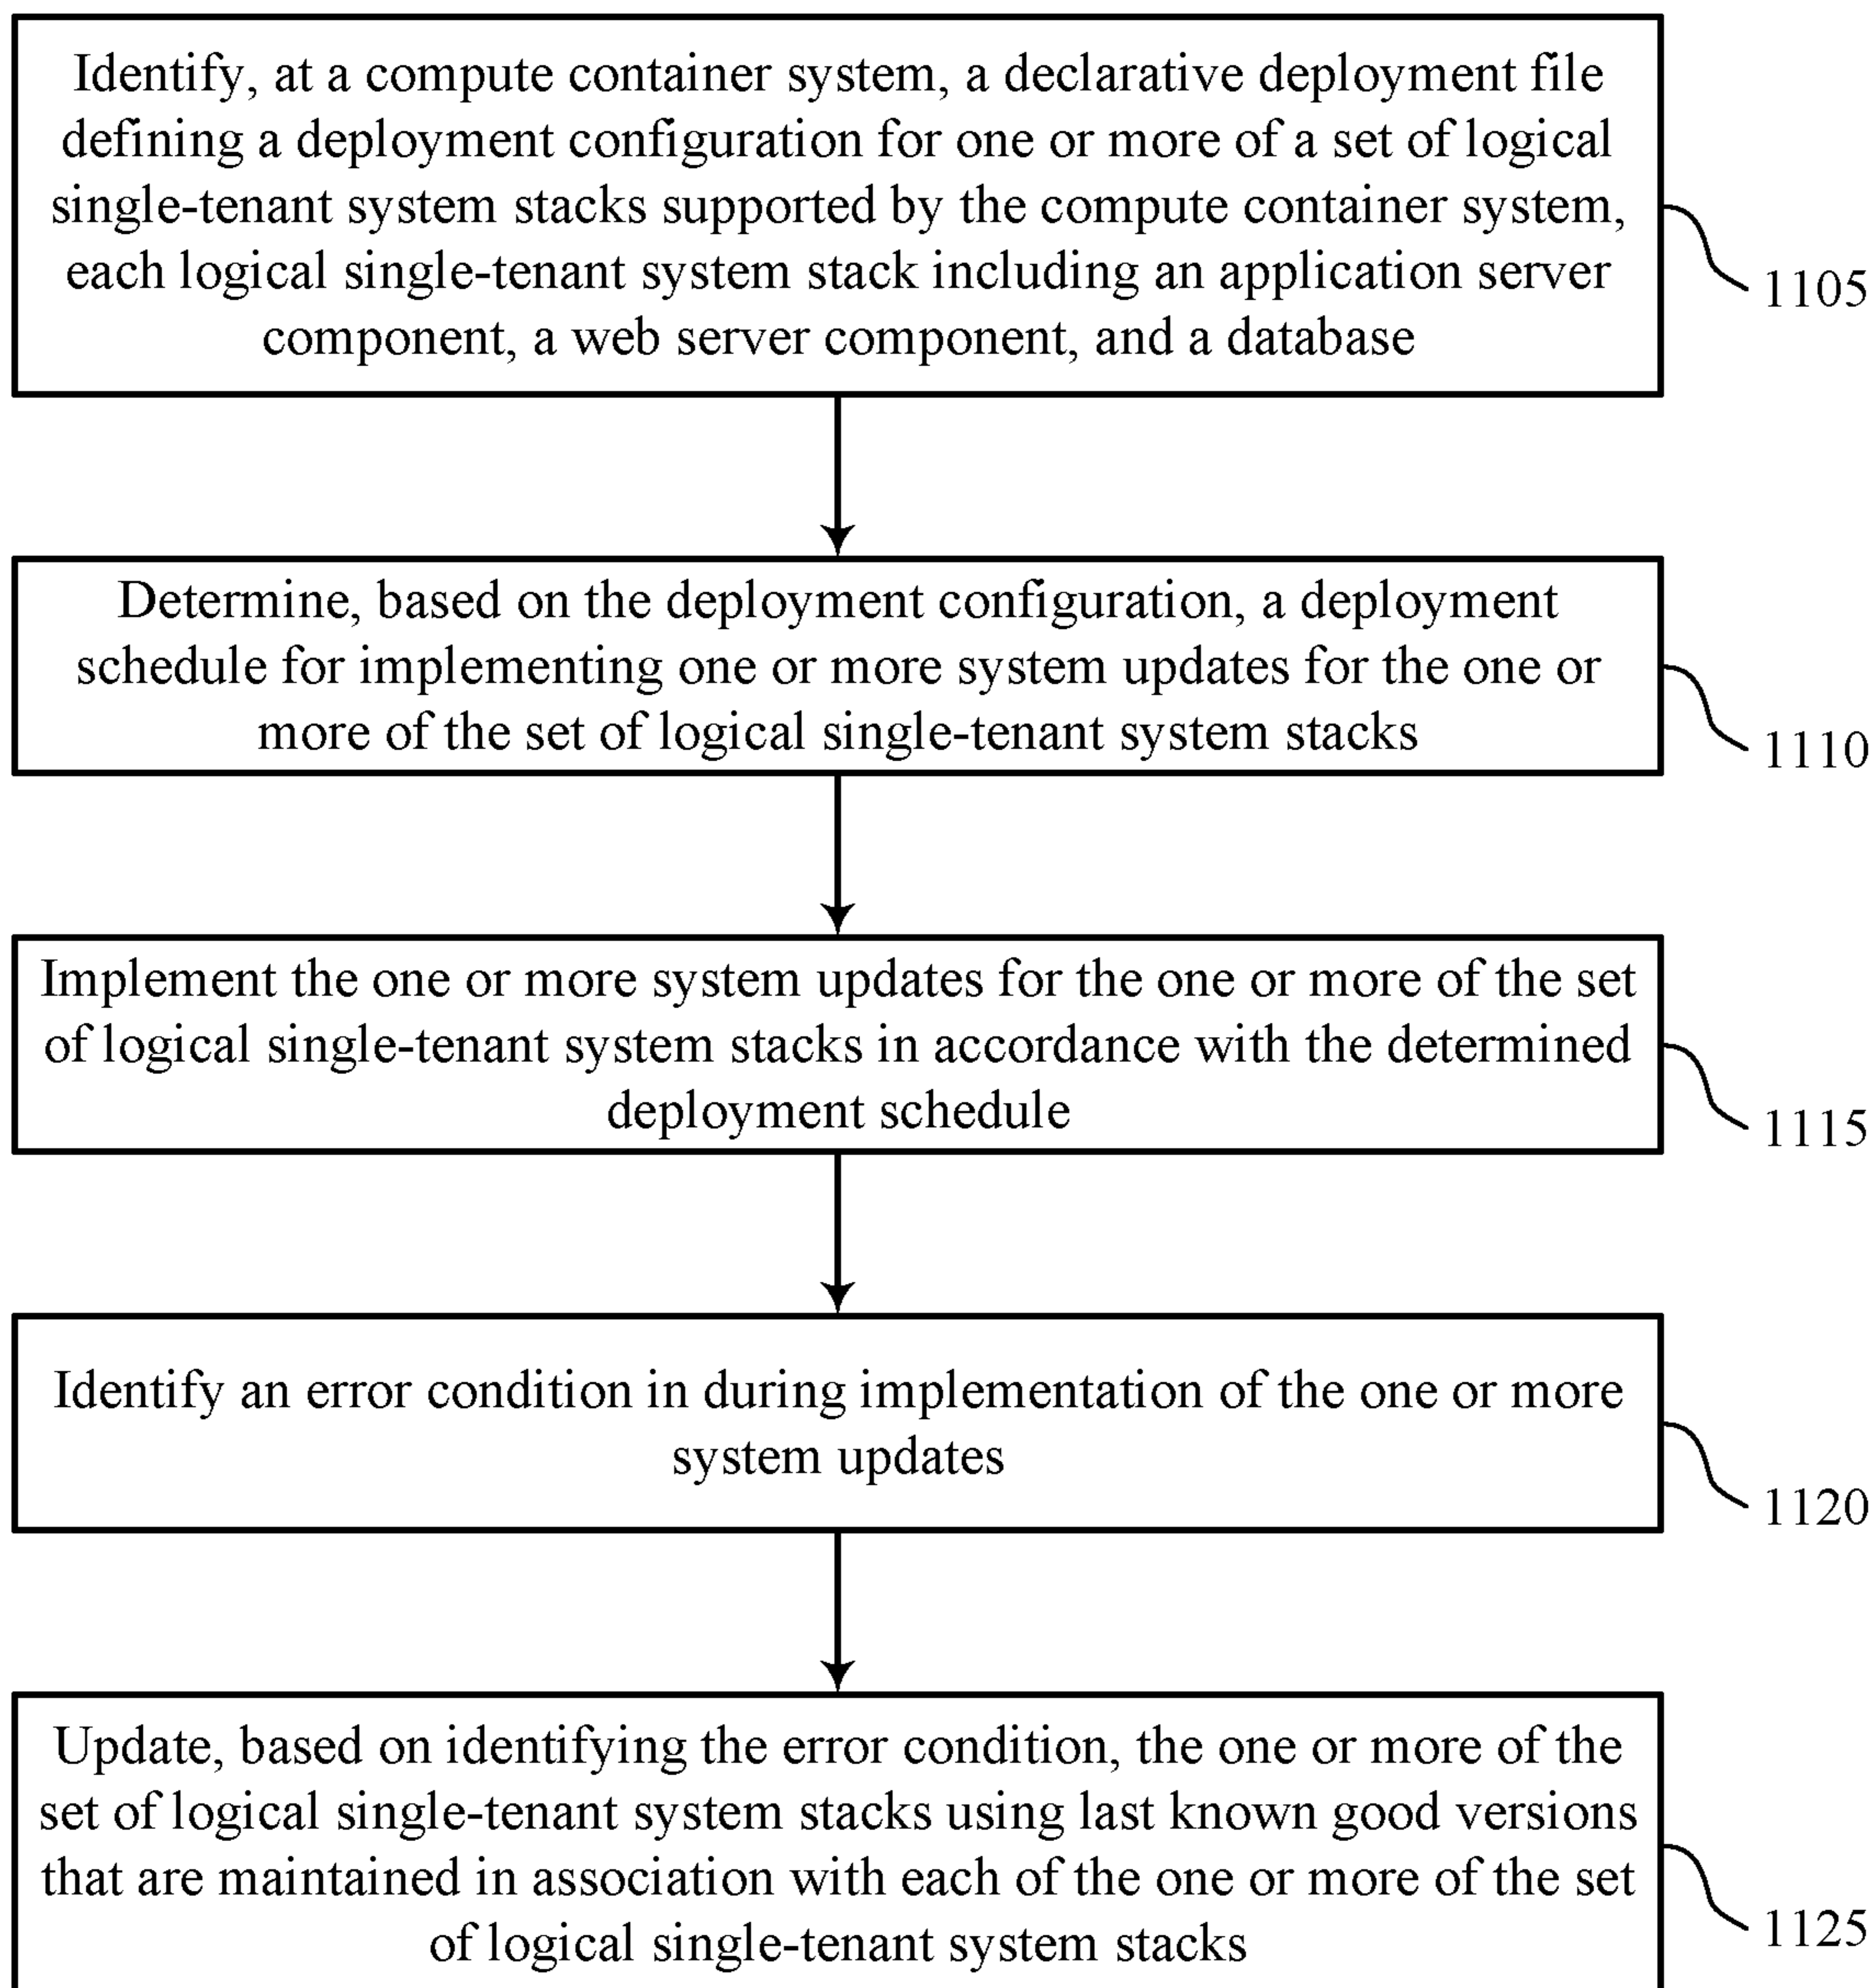 Identify, at a compute container system, a declarative deployment file
defining a deployment configuration for one or more of a set of logical
single-tenant system stacks supported by the compute container system,
each logical single-tenant system stack including an application server
component, a web server component, and a database
1105
Determine, based on the deployment configuration, a deployment
schedule for implementing one or more system updates for the one or
more of the set of logical single-tenant system stacks
1110
Implement the one or more system updates for the one or more of the set
of logical single-tenant system stacks in accordance with the determined
deployment schedule
1115
Identify an error condition in during implementation of the one or more
system updates
1120
Update, based on identifying the error condition, the one or more of the
set of logical single-tenant system stacks using last known good versions
that are maintained in association with each of the one or more of the set
of logical single-tenant system stacks
1125